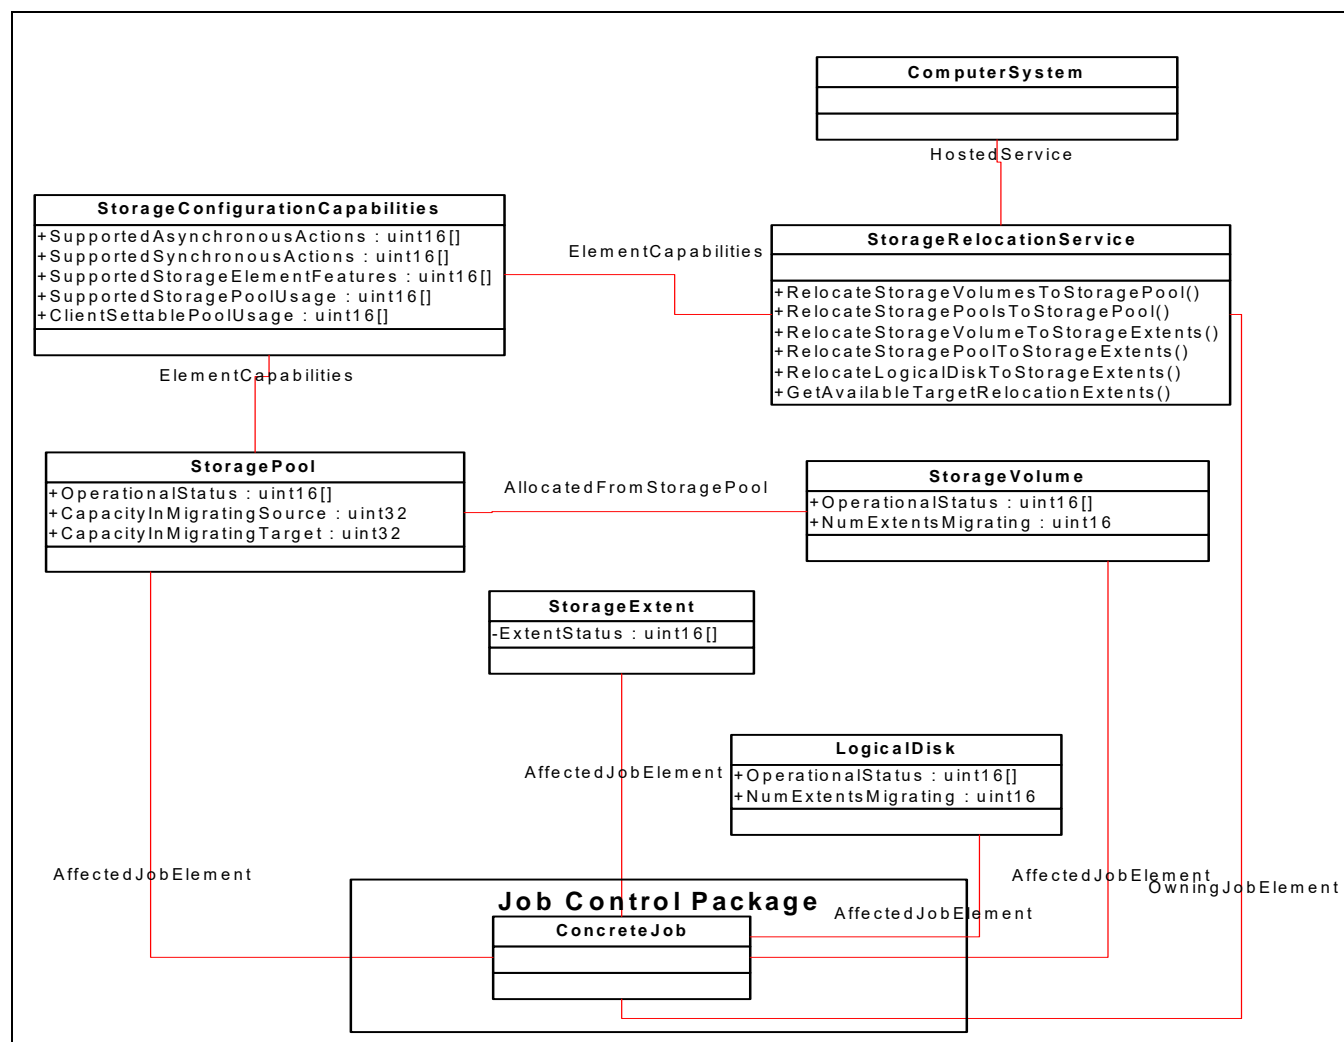 ComputerSystem
HostedService
StorageConfigurationCapabilities
+SupportedAsynchronousActions : uint16[]
+SupportedSynchronousActions : uint16[]
+SupportedStorageElementFeatures : uint16[]
+SupportedStoragePoolUsage : uint16[]
+ClientSettablePoolUsage : uint16[]
ElementCapabilities
StorageRelocationService
+RelocateStorageVolumesToStoragePool()
+RelocateStoragePoolsToStoragePool()
+RelocateStorageVolumeToStorageExtents()
+RelocateStoragePoolToStorageExtents()
+RelocateLogicalDiskToStorageExtents()
+GetAvailableTargetRelocationExtents()
ElementCapabilities
StoragePool
+OperationalStatus : uint16[]
+CapacityInMigratingSource : uint32
+CapacityInMigratingTarget : uint32
AllocatedFromStoragePool
StorageVolume
+OperationalStatus : uint16[]
+NumExtentsMigrating : uint16
StorageExtent
-ExtentStatus : uint16[]
AffectedJobElement
LogicalDisk
+OperationalStatus : uint16[]
+NumExtentsMigrating : uint16
AffectedJobElement
AffectedJobElement
OwningJobElement
Job Control Package
AffectedJobElement
ConcreteJob